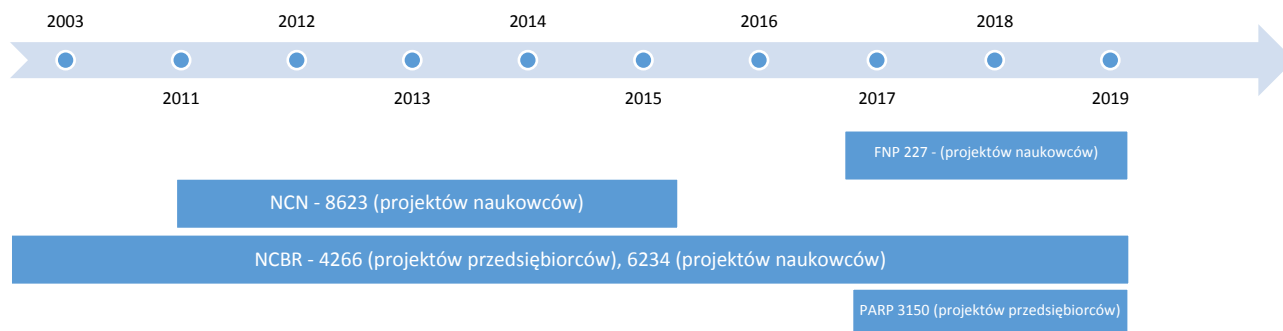 2003 2012 2014 2016 2018
2011 2013 2015 2017 2019
FNP 227 - (projektów naukowców)
NCN - 8623 (projektów naukowców)
NCBR - 4266 (projektów przedsiębiorców), 6234 (projektów naukowców)
PARP 3150 (projektów przedsiębiorców)